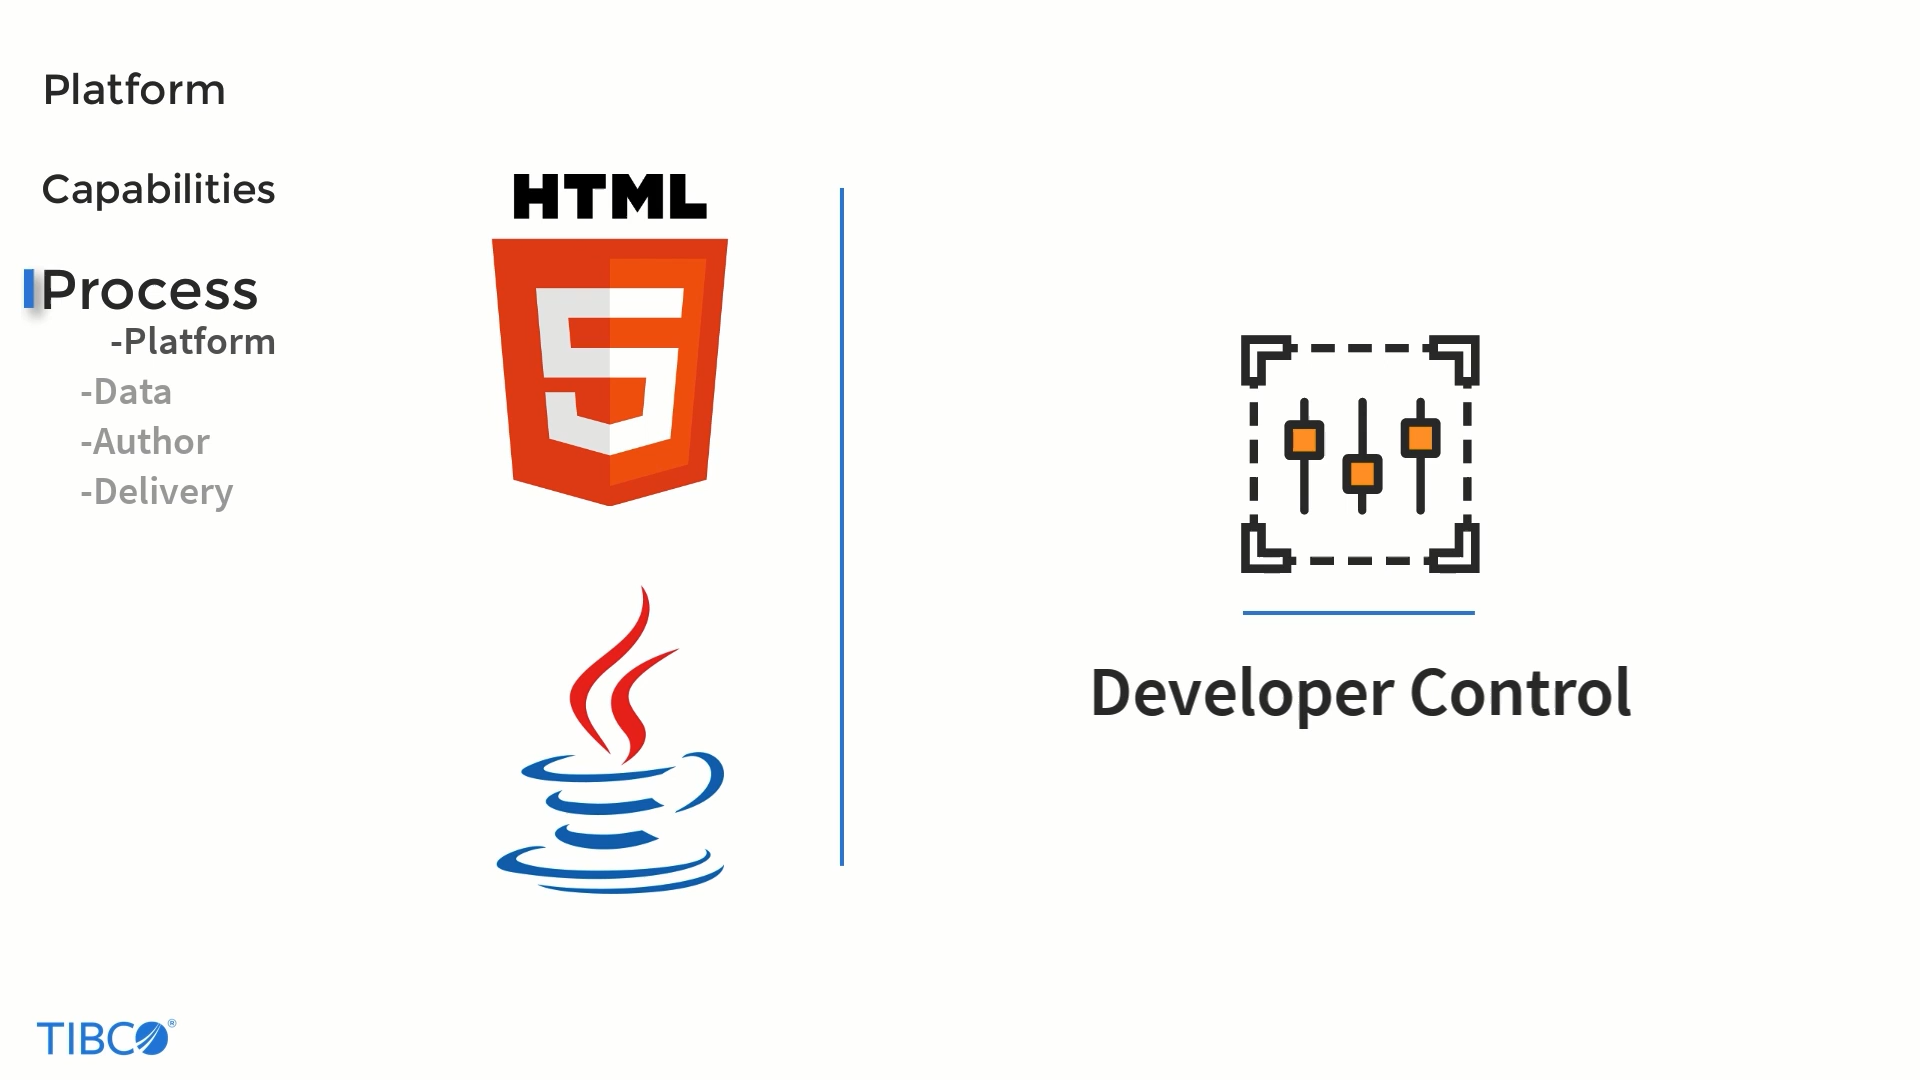 Platform
Capabilities
Process
-Platform
-Data
-Author
-Delivery
HTML
5
Developer Control
TIBCO®